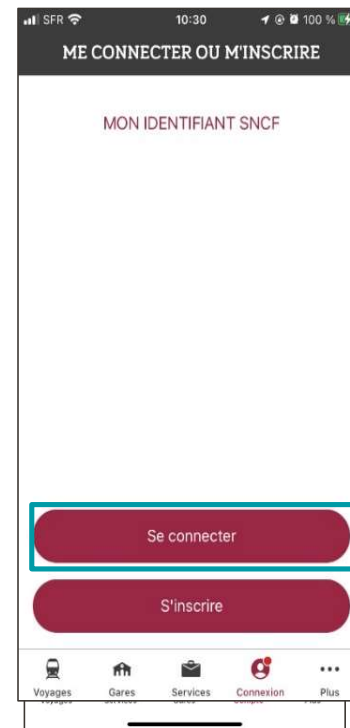 SFR 10:30 100 %
ME CONNECTER OU M'INSCRIRE
MON IDENTIFIANT SNCF
Se connecter
S'inscrire
Voyages Gares Services Connexion Plus